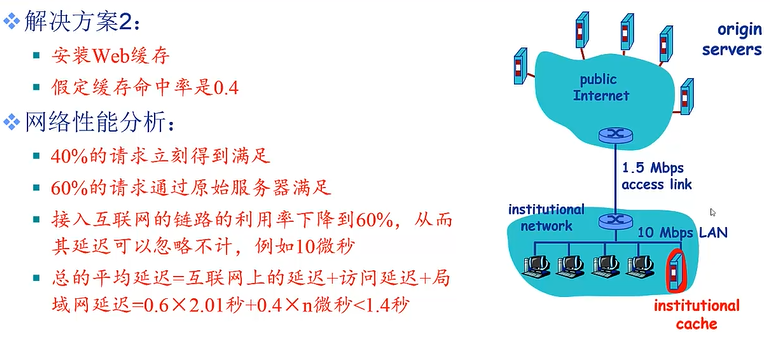 解决方案2：
安装Web缓存
假定缓存命中率是0.4
网络性能分析：
40%的请求立刻得到满足
60%的请求通过原始服务器满足
接入互联网的链路的利用率下降到60%，从而
其延迟可以忽略不计，例如10微秒
总的平均延迟=互联网上的延迟+访问延迟+局
域网延迟=0.6×2.01秒+0.4×n微秒<1.4秒
origin
servers
public
Internet
1.5 Mbps
access link
institutional
network
10 Mbps LAN
institutional
cache